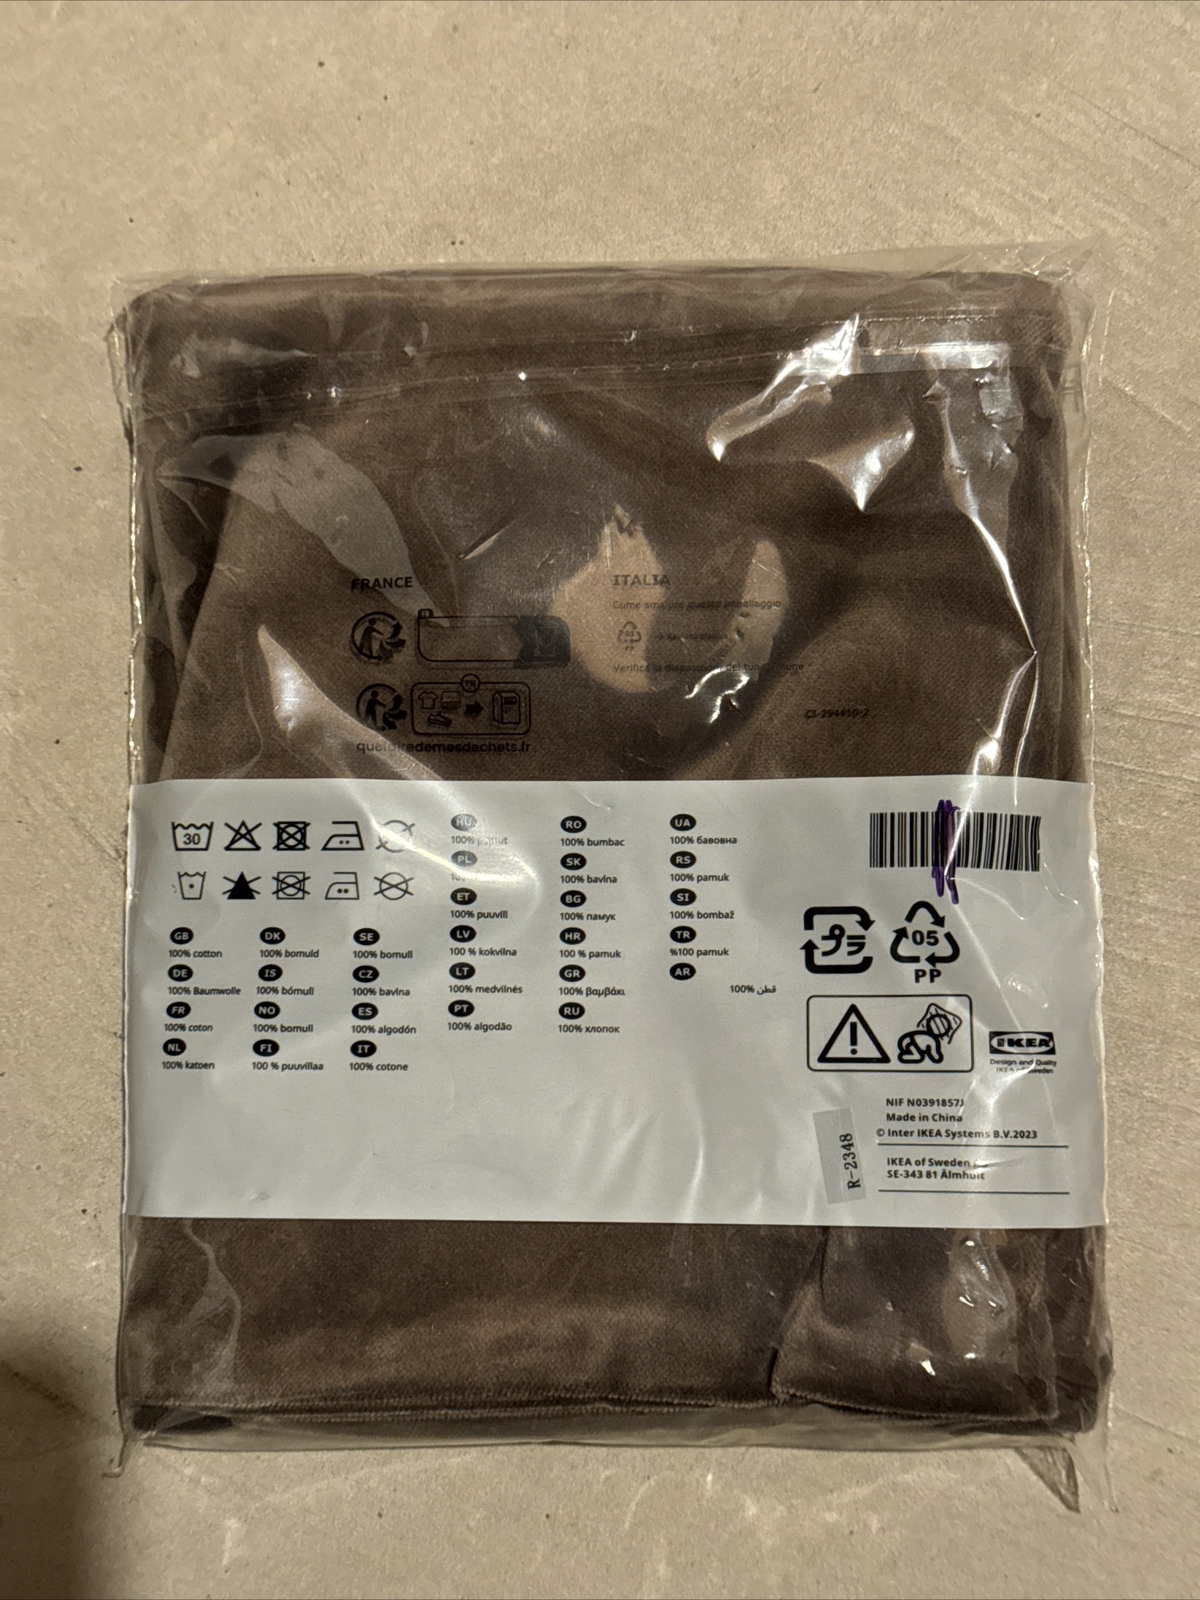 FRANCE
TRI
quefairedemesdechets.fr
ITALIA
Come smaltire questo imballaggio
Verifica le disposizioni del tuo Comune
CI-294410-2
30
HU
100% pamut
PL
ET
100% puuvill
LV
100 % kokvilna
LT
100% medvilnės
PT
100% algodão
RO
100% bumbac
SK
100% bavlna
BG
100% памук
HR
100 % pamuk
GR
100% βαμβάκι
RU
100% хлопок
UA
100% бавовна
RS
100% pamuk
SI
100% bombaž
TR
%100 pamuk
AR
100% قطن
GB
100% cotton
DE
100% Baumwolle
FR
100% coton
NL
100% katoen
DK
100% bomuld
IS
100% bómull
NO
100% bomull
FI
100 % puuvillaa
SE
100% bomull
CZ
100% bavlna
ES
100% algodón
IT
100% cotone
プラ
05
PP
IKEA
Design and Quality
IKEA of Sweden
NIF N0391857J
Made in China
© Inter IKEA Systems B.V.2023
IKEA of Sweden
SE-343 81 Älmhult
R-2348